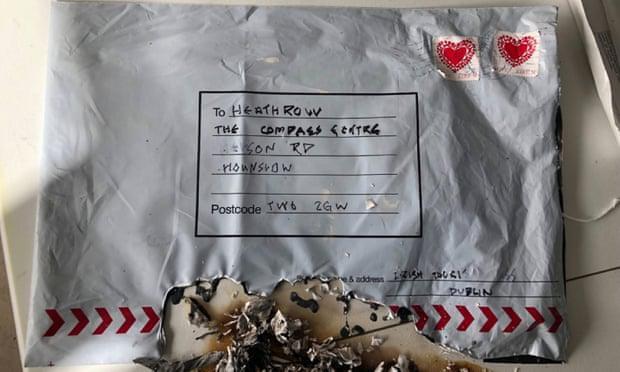 To HEATHROW
THE COMPASS CENTRE
RD
HOUNSLOW
Postcode TW6 2GW
& address IRISH
DUBLIN